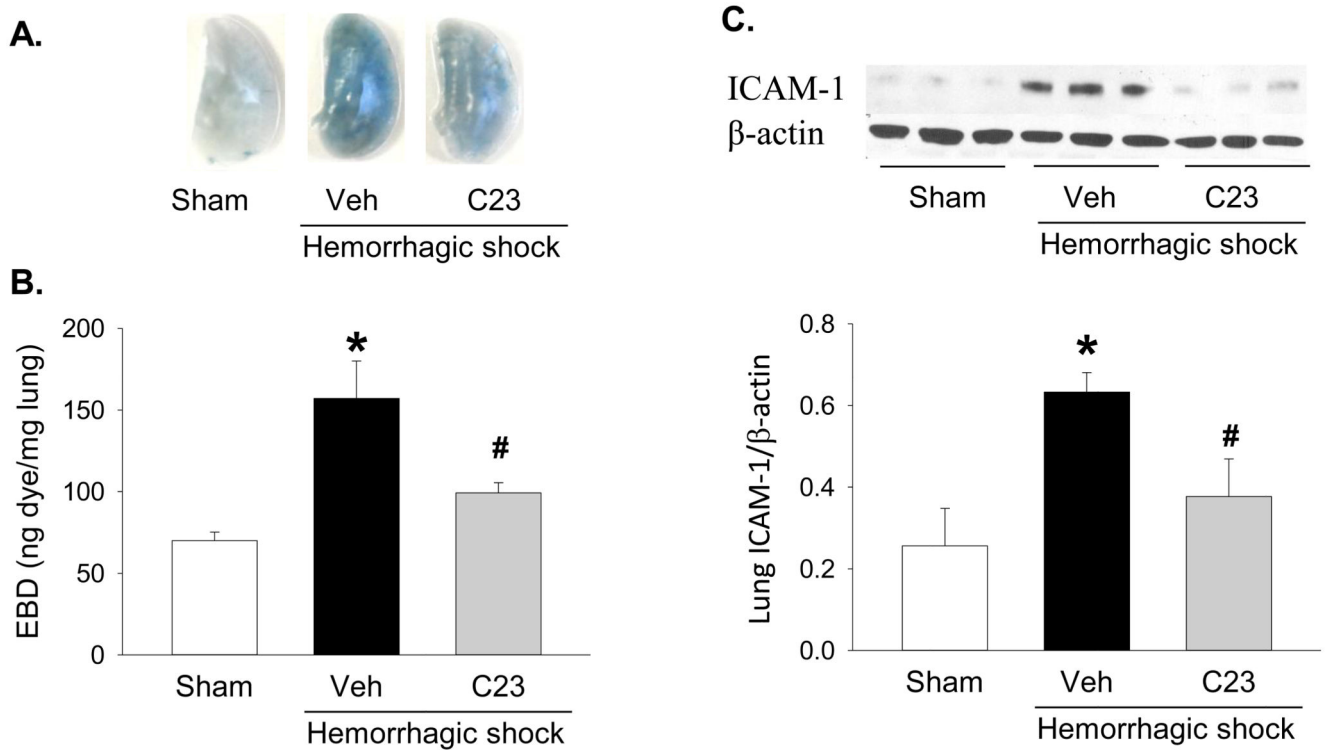 A.
Sham Veh C23
Hemorrhagic shock
B.
EBD (ng dye/mg lung)
200
150
100
50
0
*
#
Sham Veh C23
Hemorrhagic shock
C.
ICAM-1
β-actin
Sham Veh C23
Hemorrhagic shock
Lung ICAM-1/β-actin
0.8
0.6
0.4
0.2
0.0
*
#
Sham Veh C23
Hemorrhagic shock